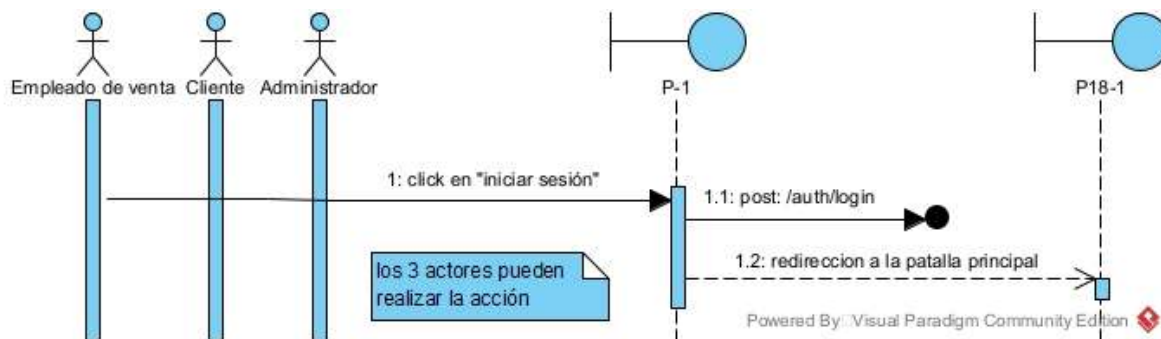 Empleado de venta
Cliente
Administrador
P-1
P18-1
1: click en "iniciar sesión"
1.1: post: /auth/login
los 3 actores pueden
realizar la acción
1.2: redireccion a la patalla principal
Powered By Visual Paradigm Community Edition